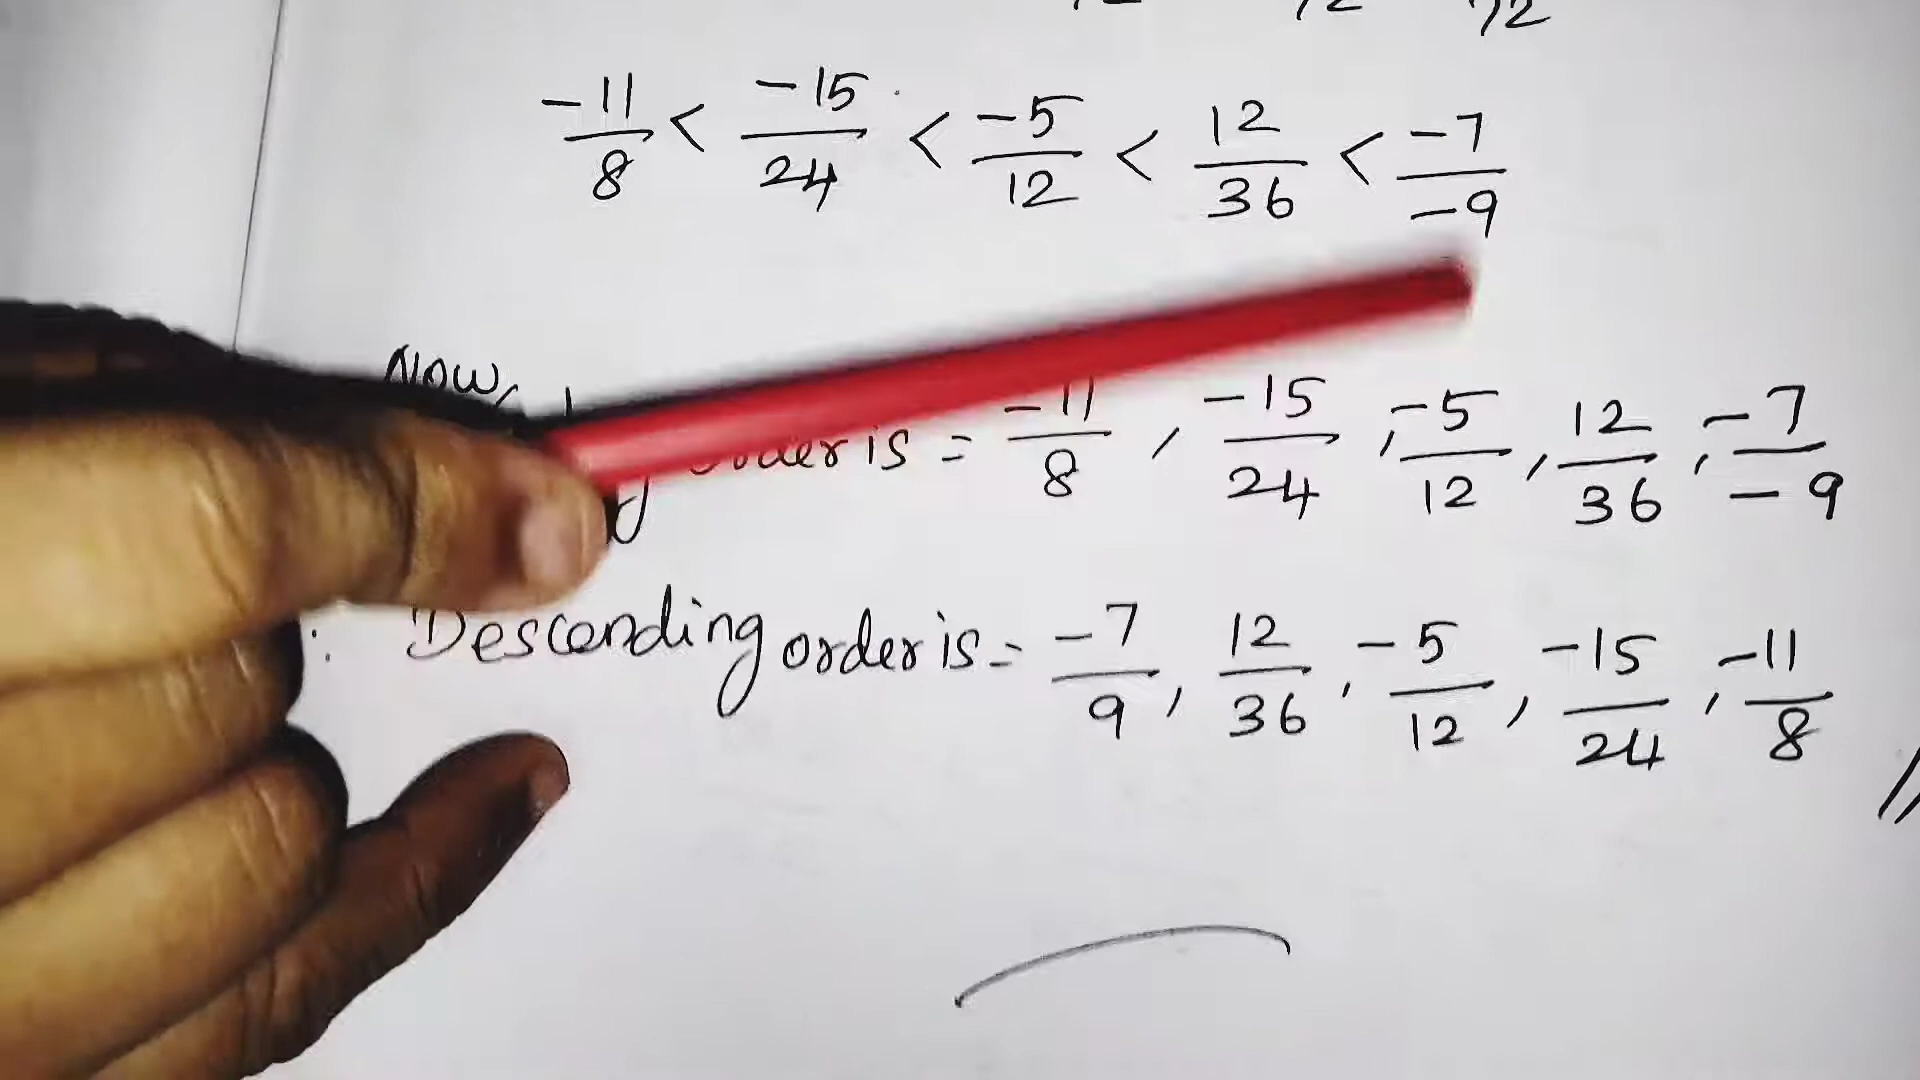 72
-11/8 < -15/24 < -5/12 < 12/36 < -7/-9
Now,
order is = -11/8, -15/24, -5/12, 12/36, -7/-9
∴ Descending order is = -7/9, 12/36, -5/12, -15/24, -11/8 //